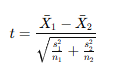 t = \frac{\bar{X}_1 - \bar{X}_2}{\sqrt{\frac{s_1^2}{n_1} + \frac{s_2^2}{n_2}}}